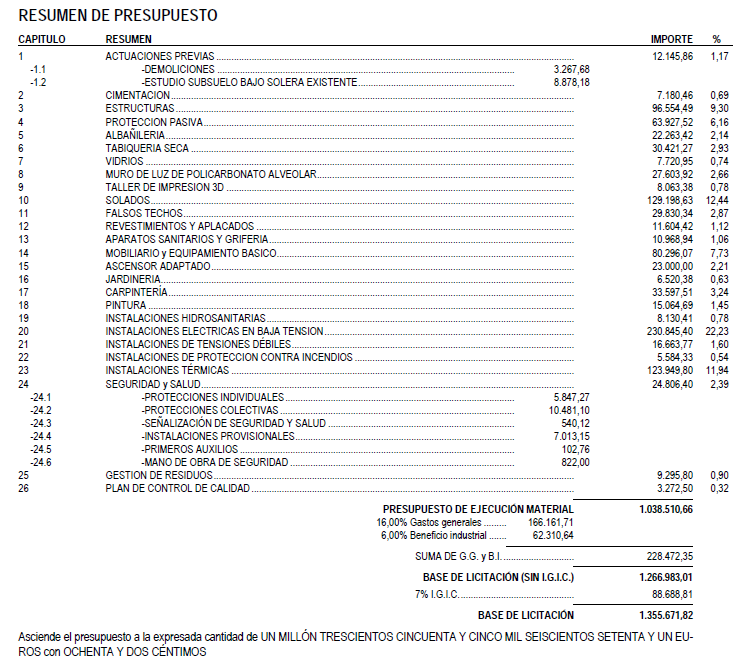 RESUMEN DE PRESUPUESTO
CAPITULO RESUMEN IMPORTE %
1 ACTUACIONES PREVIAS 12.145,86 1,17
-1.1 -DEMOLICIONES 3.267,68
-1.2 -ESTUDIO SUBSUELO BAJO SOLERA EXISTENTE 8.878,18
2 CIMENTACION 7.180,46 0,69
3 ESTRUCTURAS 96.554,49 9,30
4 PROTECCION PASIVA 63.927,52 6,16
5 ALBAÑILERIA 22.263,42 2,14
6 TABIQUERIA SECA 30.421,27 2,93
7 VIDRIOS 7.720,95 0,74
8 MURO DE LUZ DE POLICARBONATO ALVEOLAR 27.603,92 2,66
9 TALLER DE IMPRESION 3D 8.063,38 0,78
10 SOLADOS 129.198,63 12,44
11 FALSOS TECHOS 29.830,34 2,87
12 REVESTIMIENTOS Y APLACADOS 11.604,42 1,12
13 APARATOS SANITARIOS Y GRIFERIA 10.968,94 1,06
14 MOBILIARIO y EQUIPAMIENTO BASICO 80.296,07 7,73
15 ASCENSOR ADAPTADO 23.000,00 2,21
16 JARDINERIA 6.520,38 0,63
17 CARPINTERÍA 33.597,51 3,24
18 PINTURA 15.064,69 1,45
19 INSTALACIONES HIDROSANITARIAS 8.130,41 0,78
20 INSTALACIONES ELECTRICAS EN BAJA TENSION 230.845,40 22,23
21 INSTALACIONES DE TENSIONES DÉBILES 16.663,77 1,60
22 INSTALACIONES DE PROTECCION CONTRA INCENDIOS 5.584,33 0,54
23 INSTALACIONES TÉRMICAS 123.949,80 11,94
24 SEGURIDAD y SALUD 24.806,40 2,39
-24.1 -PROTECCIONES INDIVIDUALES 5.847,27
-24.2 -PROTECCIONES COLECTIVAS 10.481,10
-24.3 -SEÑALIZACIÓN DE SEGURIDAD Y SALUD 540,12
-24.4 -INSTALACIONES PROVISIONALES 7.013,15
-24.5 -PRIMEROS AUXILIOS 102,76
-24.6 -MANO DE OBRA DE SEGURIDAD 822,00
25 GESTION DE RESIDUOS 9.295,80 0,90
26 PLAN DE CONTROL DE CALIDAD 3.272,50 0,32
PRESUPUESTO DE EJECUCIÓN MATERIAL 1.038.510,66
16,00% Gastos generales 166.161,71
6,00% Beneficio industrial 62.310,64
SUMA DE G.G. y B.I. 228.472,35
BASE DE LICITACIÓN (SIN I.G.I.C.) 1.266.983,01
7% I.G.I.C. 88.688,81
BASE DE LICITACIÓN 1.355.671,82
Asciende el presupuesto a la expresada cantidad de UN MILLÓN TRESCIENTOS CINCUENTA Y CINCO MIL SEISCIENTOS SETENTA Y UN EU-
ROS con OCHENTA Y DOS CÉNTIMOS